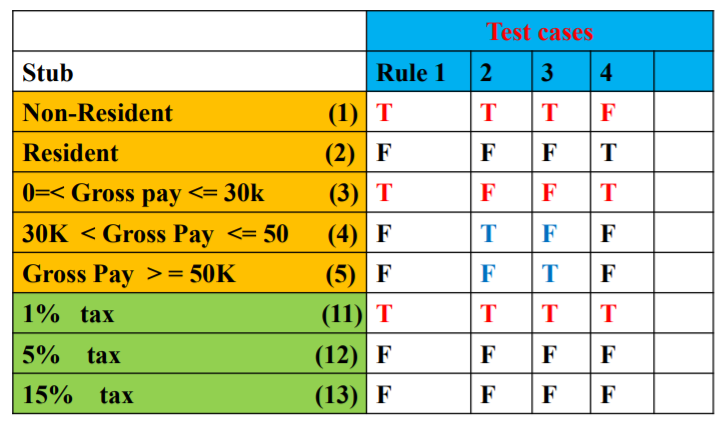 Test cases
Stub Rule 1 2 3 4
Non-Resident (1) T T T F
Resident (2) F F F T
0=< Gross pay <= 30k (3) T F F T
30K < Gross Pay <= 50 (4) F T F F
Gross Pay > = 50K (5) F F T F
1% tax (11) T T T T
5% tax (12) F F F F
15% tax (13) F F F F